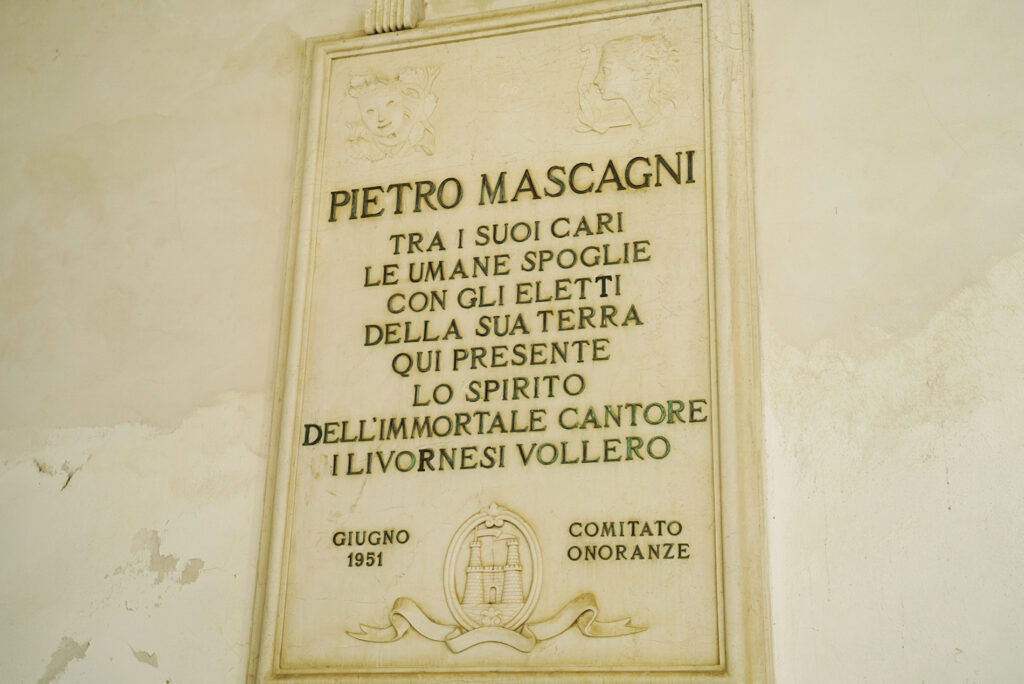 PIETRO MASCAGNI
TRA I SUOI CARI
LE UMANE SPOGLIE
CON GLI ELETTI
DELLA SUA TERRA
QUI PRESENTE
LO SPIRITO
DELL'IMMORTALE CANTORE
I LIVORNESI VOLLERO
GIUGNO
1951
COMITATO
ONORANZE